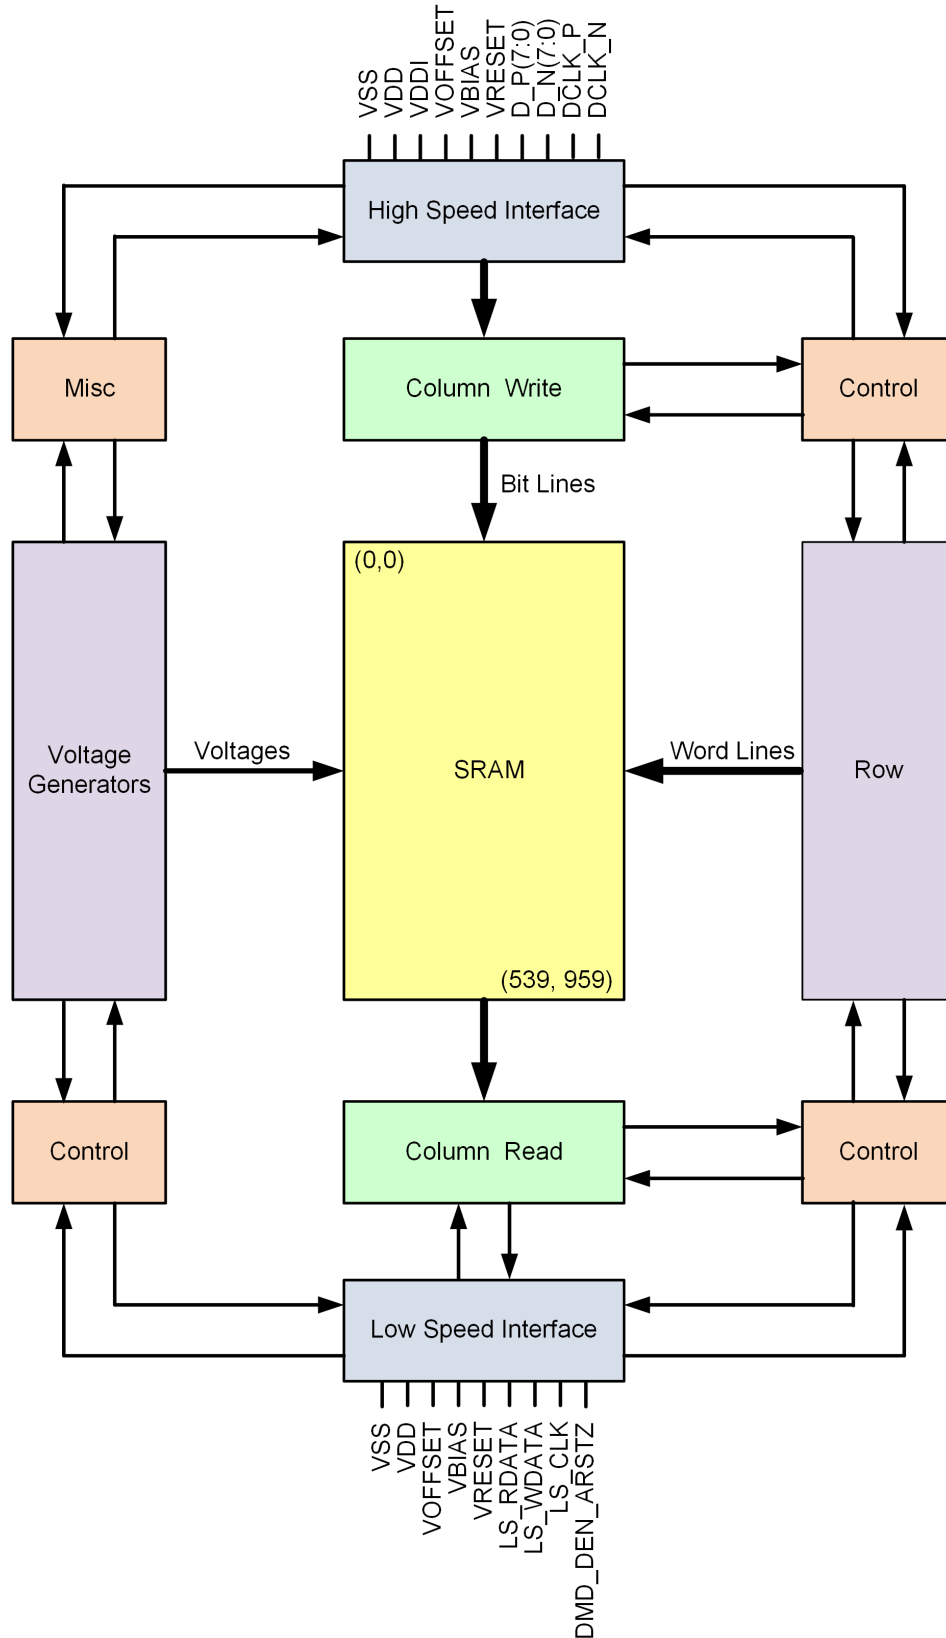 VSS
VDD
VDDI
VOFFSET
VBIAS
VRESET
D_P(7:0)
D_N(7:0)
DCLK_P
DCLK_N
High Speed Interface
Misc
Column Write
Control
Bit Lines
(0,0)
Voltage
Generators
Voltages
SRAM
Word Lines
Row
(539, 959)
Control
Column Read
Control
Low Speed Interface
VSS
VDD
VOFFSET
VBIAS
VRESET
LS_RDATA
LS_WDATA
LS_CLK
DMD_DEN_ARSTZ